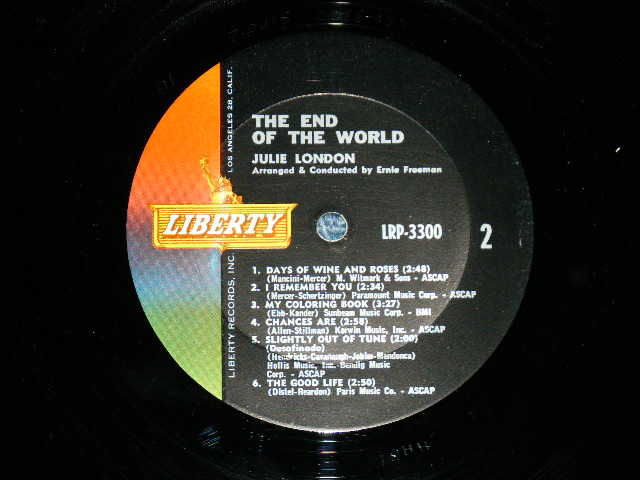 THE END
OF THE WORLD
JULIE LONDON
Arranged & Conducted by Ernie Freeman
LIBERTY
LRP-3300
2
1. DAYS OF WINE AND ROSES (2:48)
(Mancini-Mercer) M. Witmark & Sons - ASCAP
2. I REMEMBER YOU (2:34)
(Mercer-Schertzinger) Paramount Music Corp. - ASCAP
3. MY COLORING BOOK (3:27)
(Ebb-Kander) Sunbeam Music Corp. - BMI
4. CHANCES ARE (2:58)
(Allen-Stillman) Korwin Music, Inc. - ASCAP
5. SLIGHTLY OUT OF TUNE (2:00)
(Desafinado)
(Hendricks-Cavanaugh-Jobim-Mendonca)
Hollis Music, Inc. Bendig Music
Corp. - ASCAP
6. THE GOOD LIFE (2:50)
(Distel-Reardon) Paris Music Co. - ASCAP
LIBERTY RECORDS, INC.
LOS ANGELES 28, CALIF.